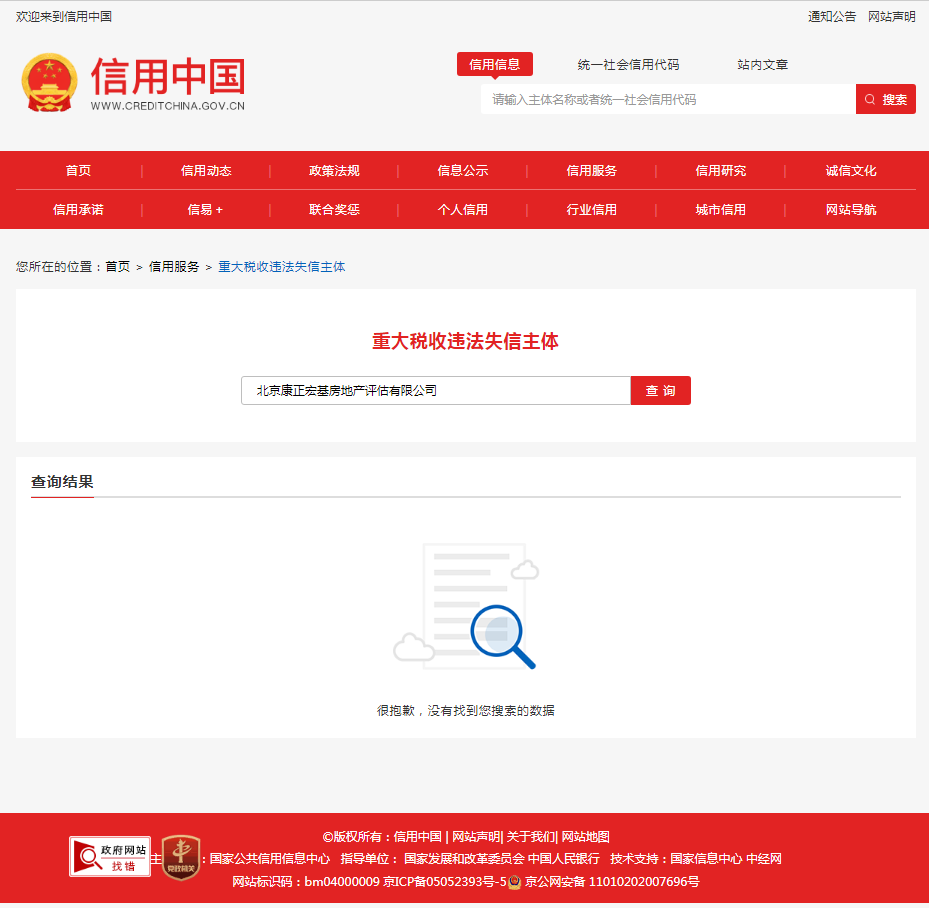 欢迎来到信用中国 通知公告 网站声明
信用信息 统一社会信用代码 站内文章
信用中国
WWW.CREDITCHINA.GOV.CN
请输入主体名称或者统一社会信用代码 搜索
首页 信用动态 政策法规 信息公示 信用服务 信用研究 诚信文化
信用承诺 信易+ 联合奖惩 个人信用 行业信用 城市信用 网站导航
您所在的位置：首页 > 信用服务 > 重大税收违法失信主体
重大税收违法失信主体
北京康正宏基房地产评估有限公司 查询
查询结果
很抱歉，没有找到您搜索的数据
©版权所有：信用中国 | 网站声明| 关于我们| 网站地图
政府网站
找错
党政机关
主 ：国家公共信用信息中心 指导单位： 国家发展和改革委员会 中国人民银行 技术支持：国家信息中心 中经网
网站标识码：bm04000009 京ICP备05052393号-5 京公网安备 11010202007696号